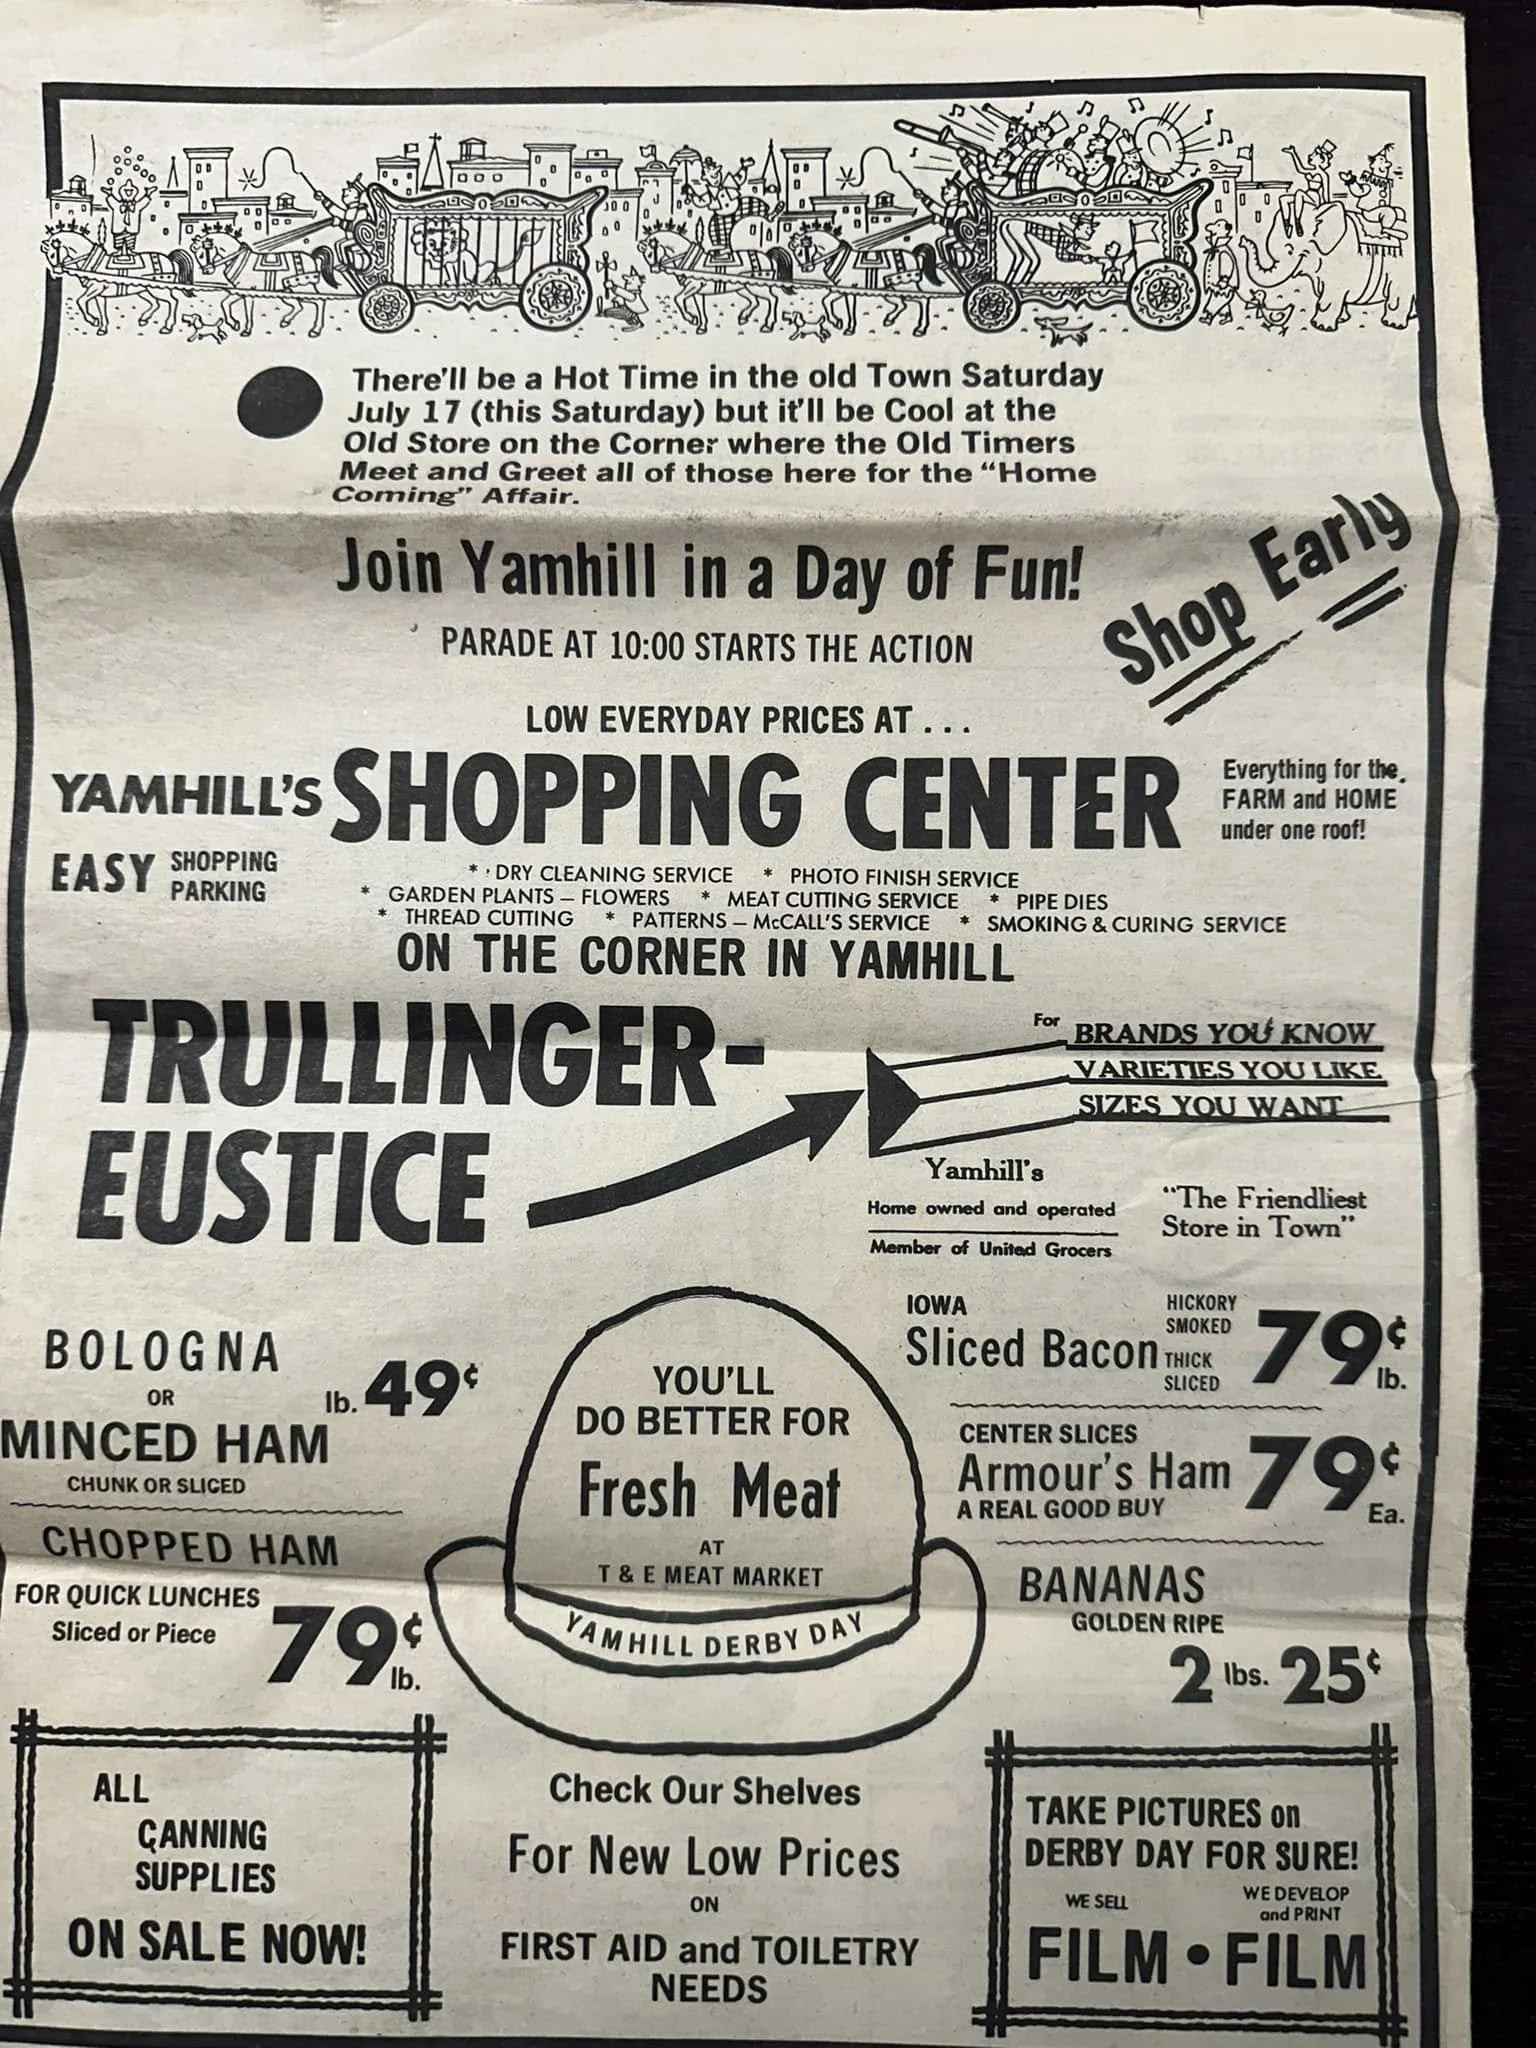 There'll be a Hot Time in the old Town Saturday
July 17 (this Saturday) but it'll be Cool at the
Old Store on the Corner where the Old Timers
Meet and Greet all of those here for the “Home
Coming” Affair.
Join Yamhill in a Day of Fun!
Shop Early
PARADE AT 10:00 STARTS THE ACTION
LOW EVERYDAY PRICES AT . . .
YAMHILL'S SHOPPING CENTER
Everything for the
FARM and HOME
under one roof!
EASY SHOPPING
PARKING
* DRY CLEANING SERVICE * PHOTO FINISH SERVICE
* GARDEN PLANTS – FLOWERS * MEAT CUTTING SERVICE * PIPE DIES
* THREAD CUTTING * PATTERNS – McCALL'S SERVICE * SMOKING & CURING SERVICE
ON THE CORNER IN YAMHILL
TRULLINGER-
EUSTICE
For BRANDS YOU KNOW
VARIETIES YOU LIKE
SIZES YOU WANT
Yamhill's
Home owned and operated
Member of United Grocers
“The Friendliest
Store in Town”
BOLOGNA
OR
MINCED HAM
CHUNK OR SLICED
lb. 49¢
CHOPPED HAM
FOR QUICK LUNCHES
Sliced or Piece
79¢ lb.
YOU'LL
DO BETTER FOR
Fresh Meat
AT
T & E MEAT MARKET
YAMHILL DERBY DAY
IOWA
Sliced Bacon
HICKORY
SMOKED
THICK
SLICED
79¢ lb.
CENTER SLICES
Armour's Ham
A REAL GOOD BUY
79¢ Ea.
BANANAS
GOLDEN RIPE
2 lbs. 25¢
ALL
CANNING
SUPPLIES
ON SALE NOW!
Check Our Shelves
For New Low Prices
ON
FIRST AID and TOILETRY
NEEDS
TAKE PICTURES on
DERBY DAY FOR SURE!
WE SELL
WE DEVELOP
and PRINT
FILM • FILM